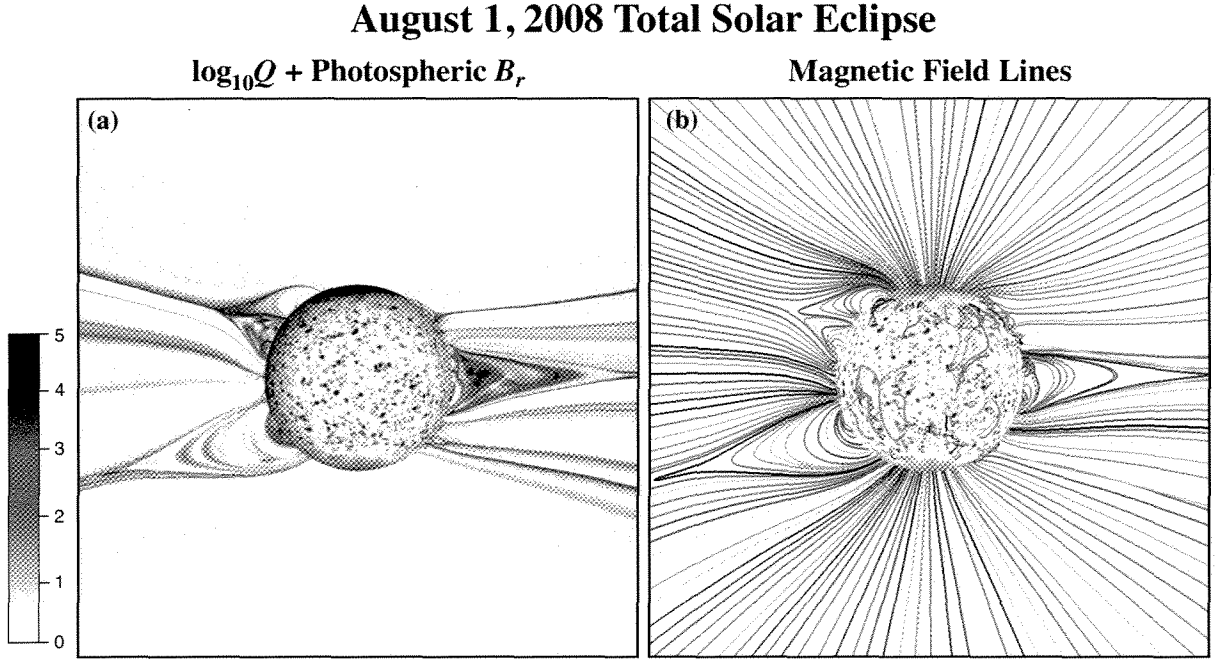 August 1, 2008 Total Solar Eclipse
log₁₀Q + Photospheric Bᵣ
Magnetic Field Lines
(a)
(b)
5
4
3
2
1
0